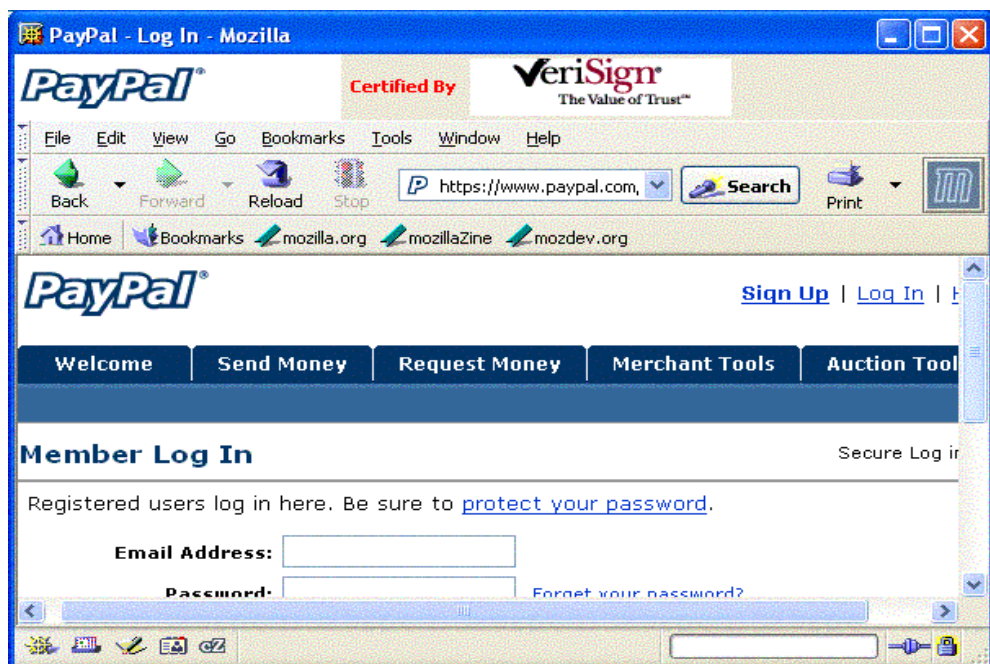 PayPal - Log In - Mozilla
PayPal® Certified By VeriSign®
The Value of Trust℠
File Edit View Go Bookmarks Tools Window Help
https://www.paypal.com, Search
Back Forward Reload Stop Print
Home Bookmarks mozilla.org mozillaZine mozdev.org
PayPal®
Sign Up | Log In |
Welcome Send Money Request Money Merchant Tools Auction Tool
Member Log In Secure Log in
Registered users log in here. Be sure to protect your password.
Email Address:
Password: Forget your password?